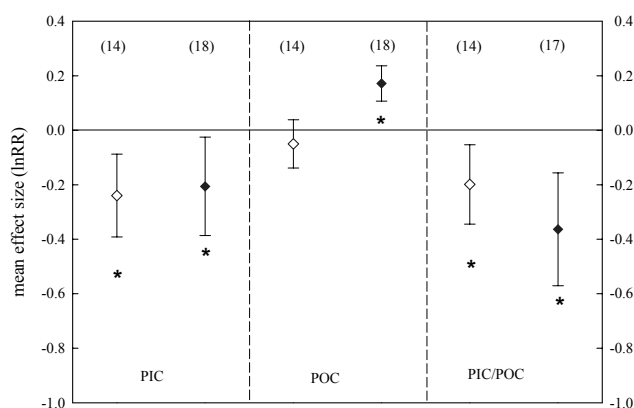 0.4 0.4
(14) (18) (14) (18) (14) (17)
0.2 0.2
*
0.0 0.0
-0.2 -0.2
-0.4 -0.4
* * *
-0.6 -0.6
*
-0.8 -0.8
PIC POC PIC/POC
-1.0 -1.0
mean effect size (lnRR)